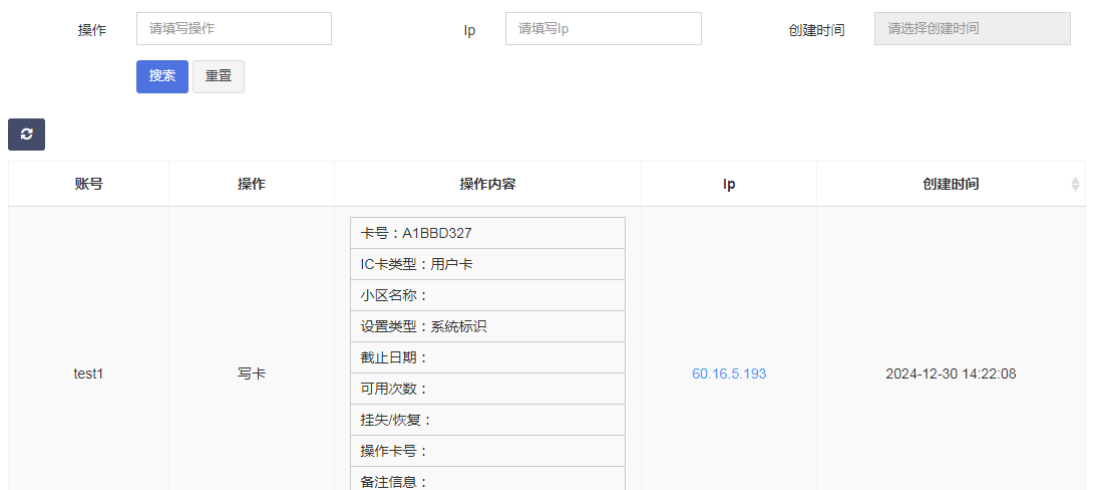 操作 请填写操作 Ip 请填写Ip 创建时间 请选择创建时间
搜索 重置
账号 操作 操作内容 Ip 创建时间
卡号：A1BBD327
IC卡类型：用户卡
小区名称：
设置类型：系统标识
截止日期：
test1 写卡 60.16.5.193 2024-12-30 14:22:08
可用次数：
挂失/恢复：
操作卡号：
备注信息：